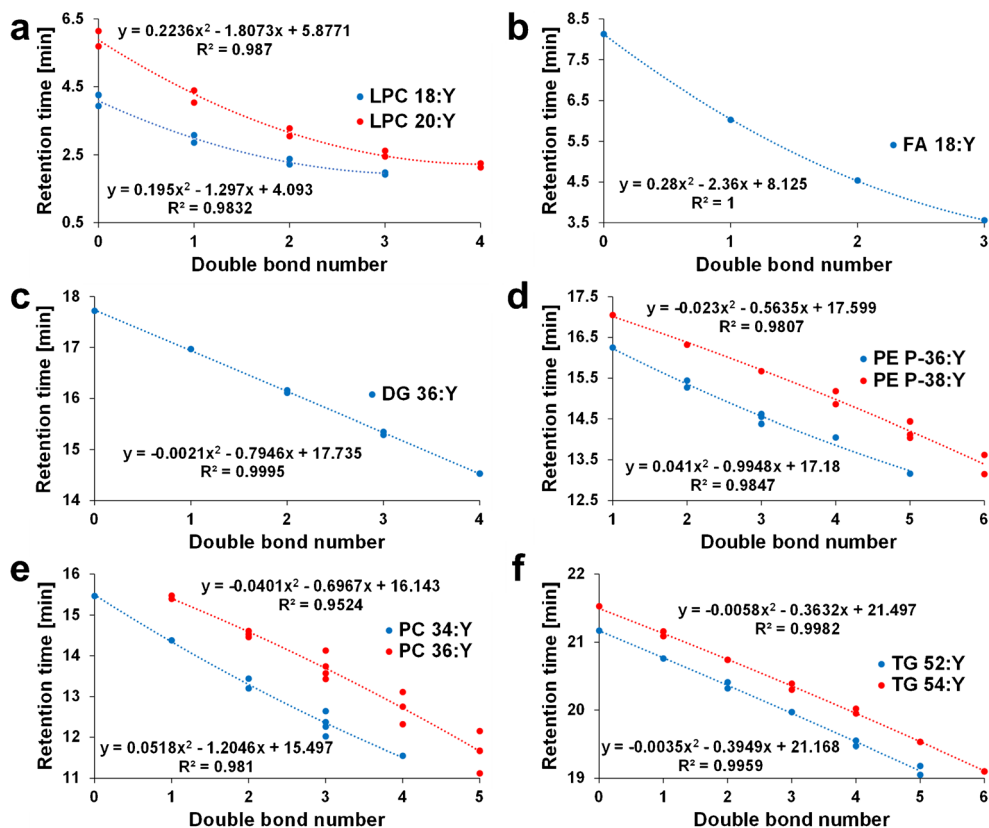 a
6.5
4.5
2.5
0.5
Retention time [min]
y = 0.2236x² - 1.8073x + 5.8771
R² = 0.987
LPC 18:Y
LPC 20:Y
y = 0.195x² - 1.297x + 4.093
R² = 0.9832
0 1 2 3 4
Double bond number
b
8.5
7.5
6.5
5.5
4.5
3.5
Retention time [min]
FA 18:Y
y = 0.28x² - 2.36x + 8.125
R² = 1
0 1 2 3
Double bond number
c
18
17
16
15
14
Retention time [min]
DG 36:Y
y = -0.0021x² - 0.7946x + 17.735
R² = 0.9995
0 1 2 3 4
Double bond number
d
17.5
16.5
15.5
14.5
13.5
12.5
Retention time [min]
y = -0.023x² - 0.5635x + 17.599
R² = 0.9807
PE P-36:Y
PE P-38:Y
y = 0.041x² - 0.9948x + 17.18
R² = 0.9847
1 2 3 4 5 6
Double bond number
e
16
15
14
13
12
11
Retention time [min]
y = -0.0401x² - 0.6967x + 16.143
R² = 0.9524
PC 34:Y
PC 36:Y
y = 0.0518x² - 1.2046x + 15.497
R² = 0.981
0 1 2 3 4 5
Double bond number
f
22
21
20
19
Retention time [min]
y = -0.0058x² - 0.3632x + 21.497
R² = 0.9982
TG 52:Y
TG 54:Y
y = -0.0035x² - 0.3949x + 21.168
R² = 0.9959
0 1 2 3 4 5 6
Double bond number